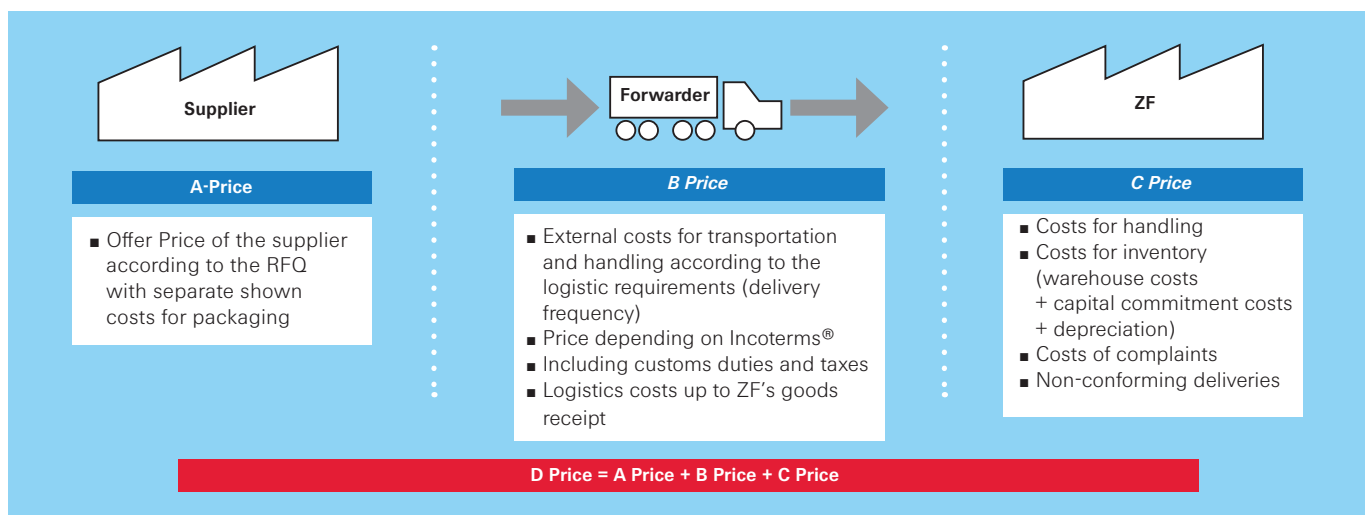 Supplier
Forwarder
ZF
A-Price
■ Offer Price of the supplier
according to the RFQ
with separate shown
costs for packaging
B Price
■ External costs for transportation
and handling according to the
logistic requirements (delivery
frequency)
■ Price depending on Incoterms®
■ Including customs duties and taxes
■ Logistics costs up to ZF’s goods
receipt
C Price
■ Costs for handling
■ Costs for inventory
(warehouse costs
+ capital commitment costs
+ depreciation)
■ Costs of complaints
■ Non-conforming deliveries
D Price = A Price + B Price + C Price